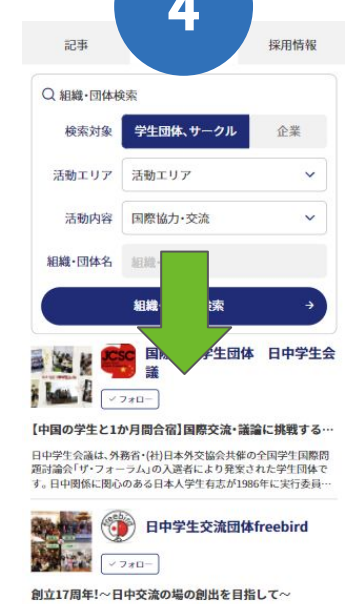 4
記事
採用情報
組織・団体検索
検索対象 学生団体、サークル 企業
活動エリア 活動エリア
活動内容 国際協力・交流
組織・団体名 組織
組織 索 →
JCSC
国 学生団体 日中学生会
議
フォロー
【中国の学生と1か月間合宿】国際交流・議論に挑戦する…
日中学生会議は、外務省・(社)日本外交協会共催の全国学生国際問
題討論会「ザ・フォーラム」の入選者により発案された学生団体で
す。日中関係に関心のある日本人学生有志が1986年に実行委員…
freebird
日中学生交流団体freebird
フォロー
創立17周年!～日中交流の場の創出を目指して～